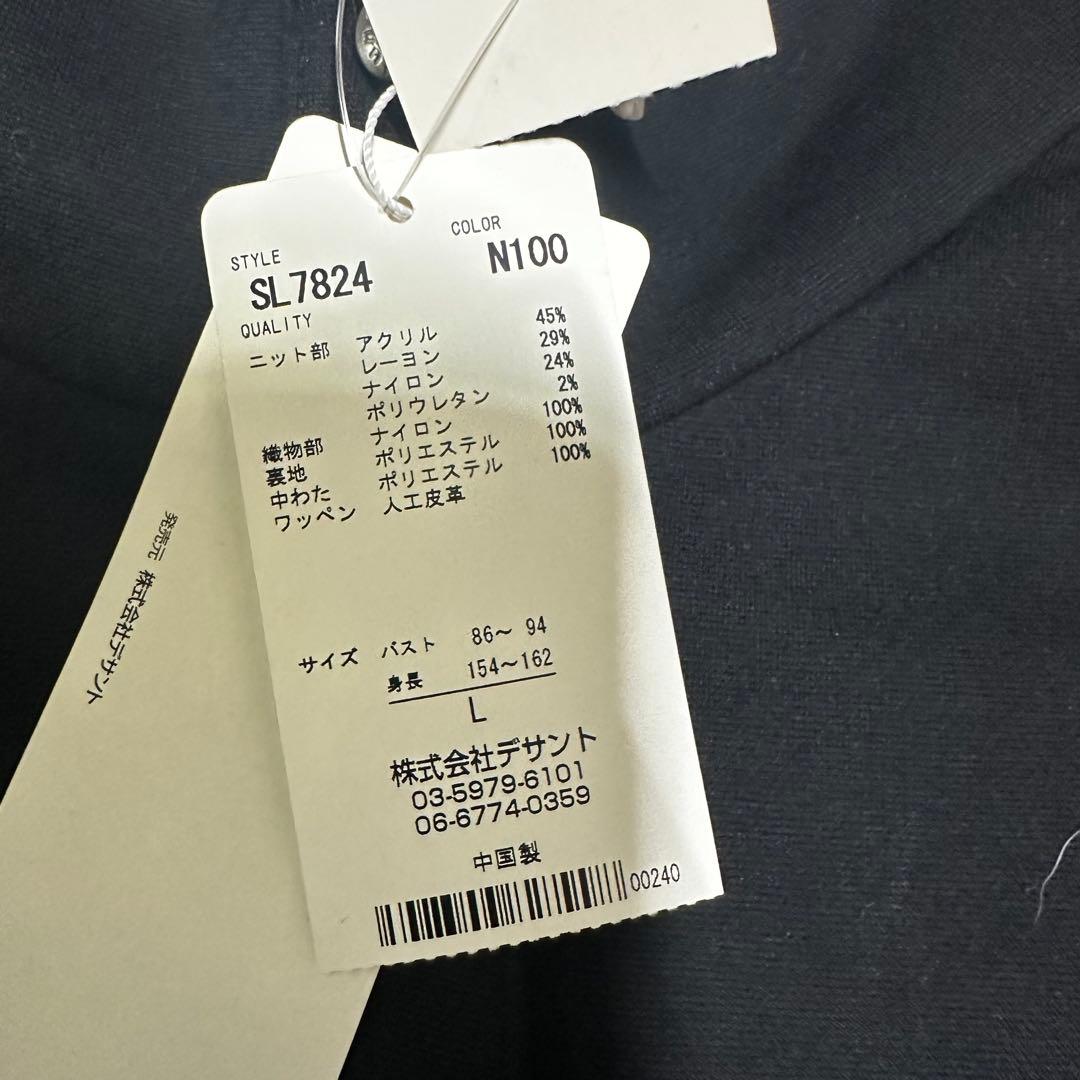 STYLE
SL7824
COLOR
N100
QUALITY
ニット部 アクリル 45%
レーヨン 29%
ナイロン 24%
ポリウレタン 2%
織物部 ナイロン 100%
裏地 ポリエステル 100%
中わた ポリエステル 100%
ワッペン 人工皮革
サイズ バスト 86〜 94
身長 154〜162
L
株式会社デサント
03-5979-6101
06-6774-0359
中国製
00240
発売元 株式会社デサント